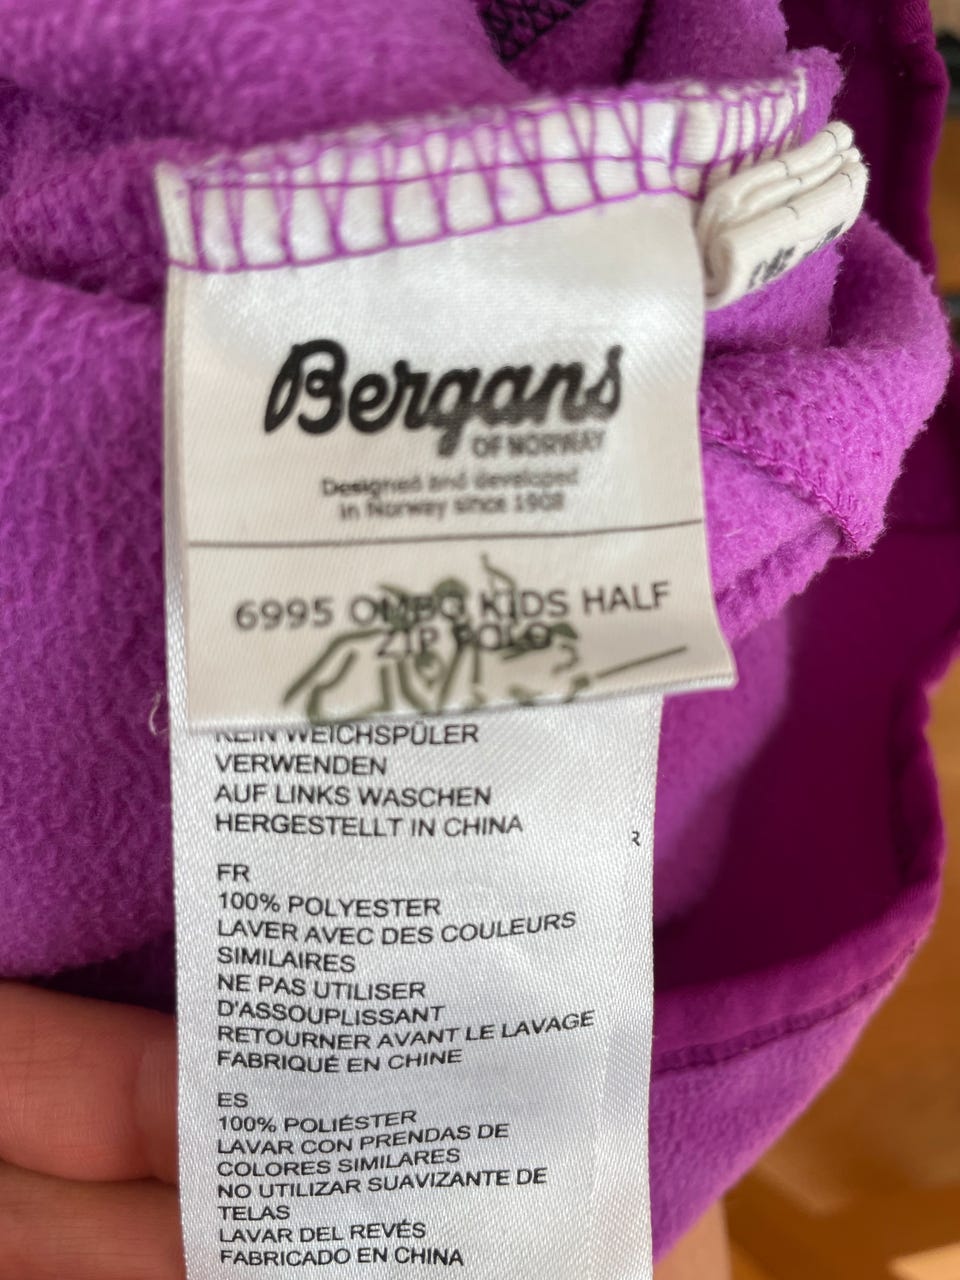 Bergans
OF NORWAY
Designed and developed
in Norway since 1908
6995 OMBO KIDS HALF
ZIP POLO
KEIN WEICHSPÜLER
VERWENDEN
AUF LINKS WASCHEN
HERGESTELLT IN CHINA
FR
100% POLYESTER
LAVER AVEC DES COULEURS
SIMILAIRES
NE PAS UTILISER
D'ASSOUPLISSANT
RETOURNER AVANT LE LAVAGE
FABRIQUÉ EN CHINE
ES
100% POLIÉSTER
LAVAR CON PRENDAS DE
COLORES SIMILARES
NO UTILIZAR SUAVIZANTE DE
TELAS
LAVAR DEL REVÉS
FABRICADO EN CHINA